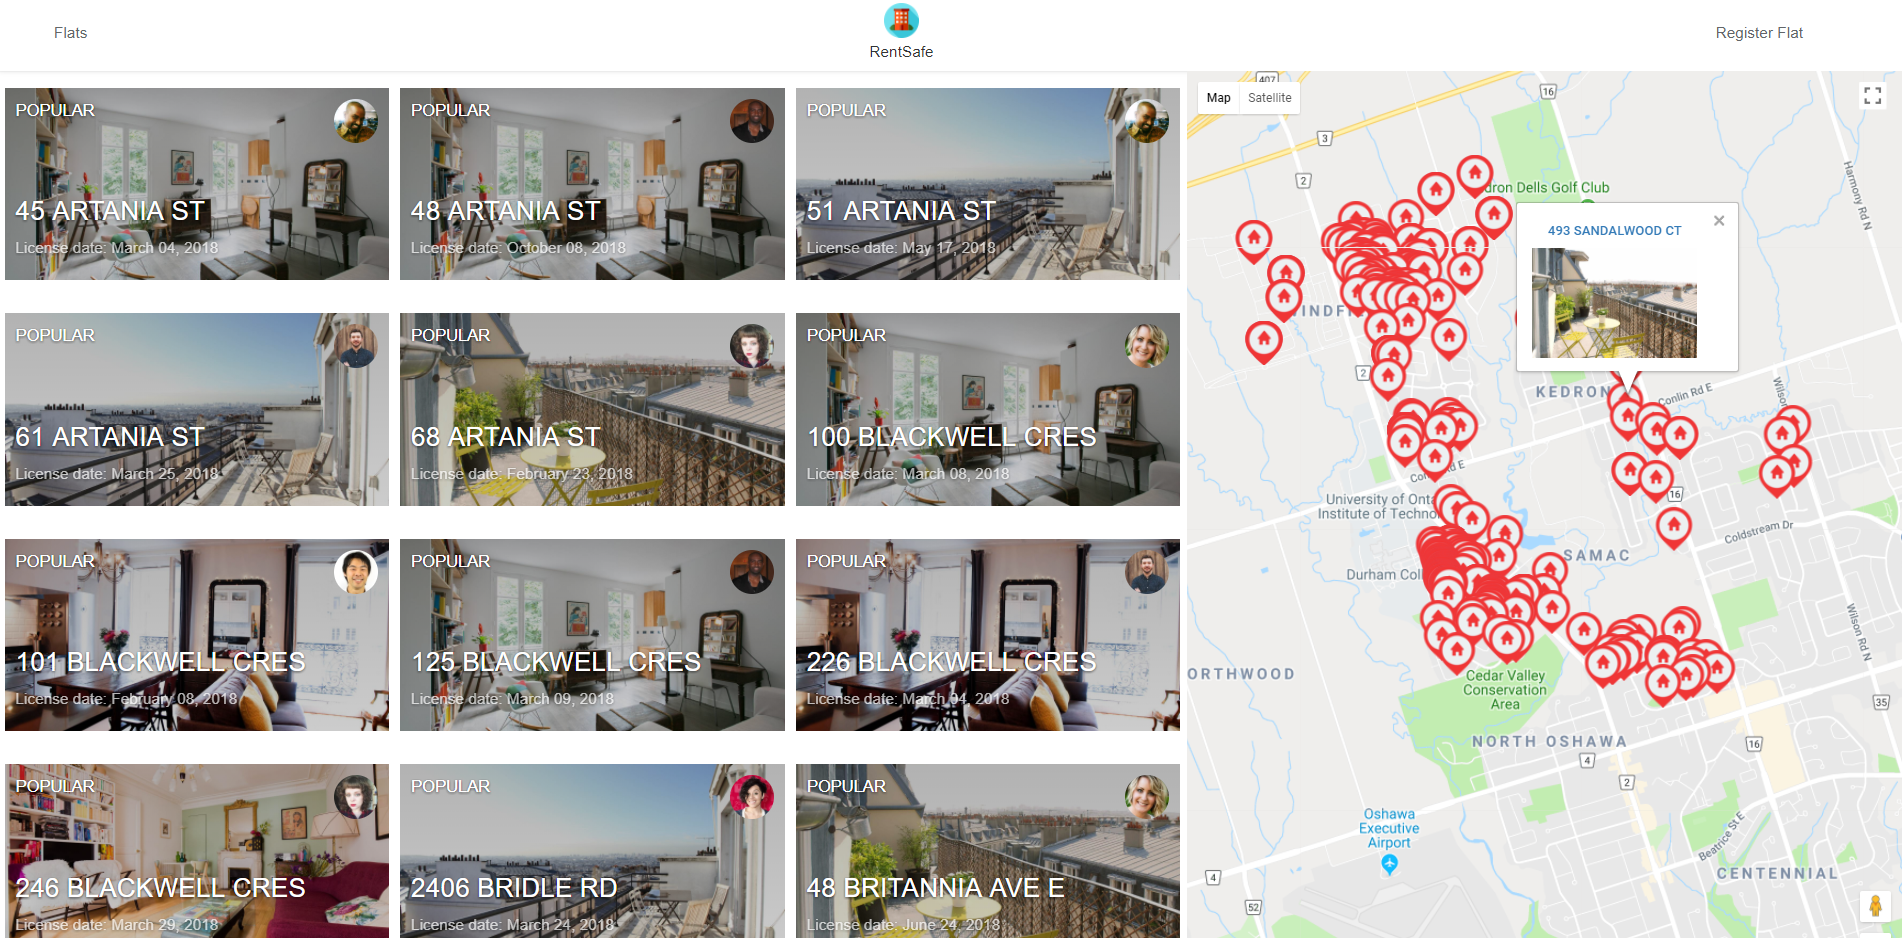 Flats
RentSafe
Register Flat
POPULAR
45 ARTANIA ST
License date: March 04, 2018
POPULAR
48 ARTANIA ST
License date: October 08, 2018
POPULAR
51 ARTANIA ST
License date: May 17, 2018
POPULAR
61 ARTANIA ST
License date: March 25, 2018
POPULAR
68 ARTANIA ST
License date: February 23, 2018
POPULAR
100 BLACKWELL CRES
License date: March 08, 2018
POPULAR
101 BLACKWELL CRES
License date: February 08, 2018
POPULAR
125 BLACKWELL CRES
License date: March 09, 2018
POPULAR
226 BLACKWELL CRES
License date: March 04, 2018
POPULAR
246 BLACKWELL CRES
License date: March 29, 2018
POPULAR
2406 BRIDLE RD
License date: March 24, 2018
POPULAR
48 BRITANNIA AVE E
License date: June 24, 2018
407
Map
Satellite
16
3
2
Harmony Rd N
Golf Club
493 SANDALWOOD CT
×
2
KEDRON
Conlin Rd E
Rd E
University of
Institute of
16
Coldstream Dr
SAMAC
Durham
Wilson Rd N
Cedar Valley
Conservation
Area
35
NORTH OSHAWA
16
4
2
Oshawa
Executive
Airport
Beatrice St E
CENTENNIAL
4
52